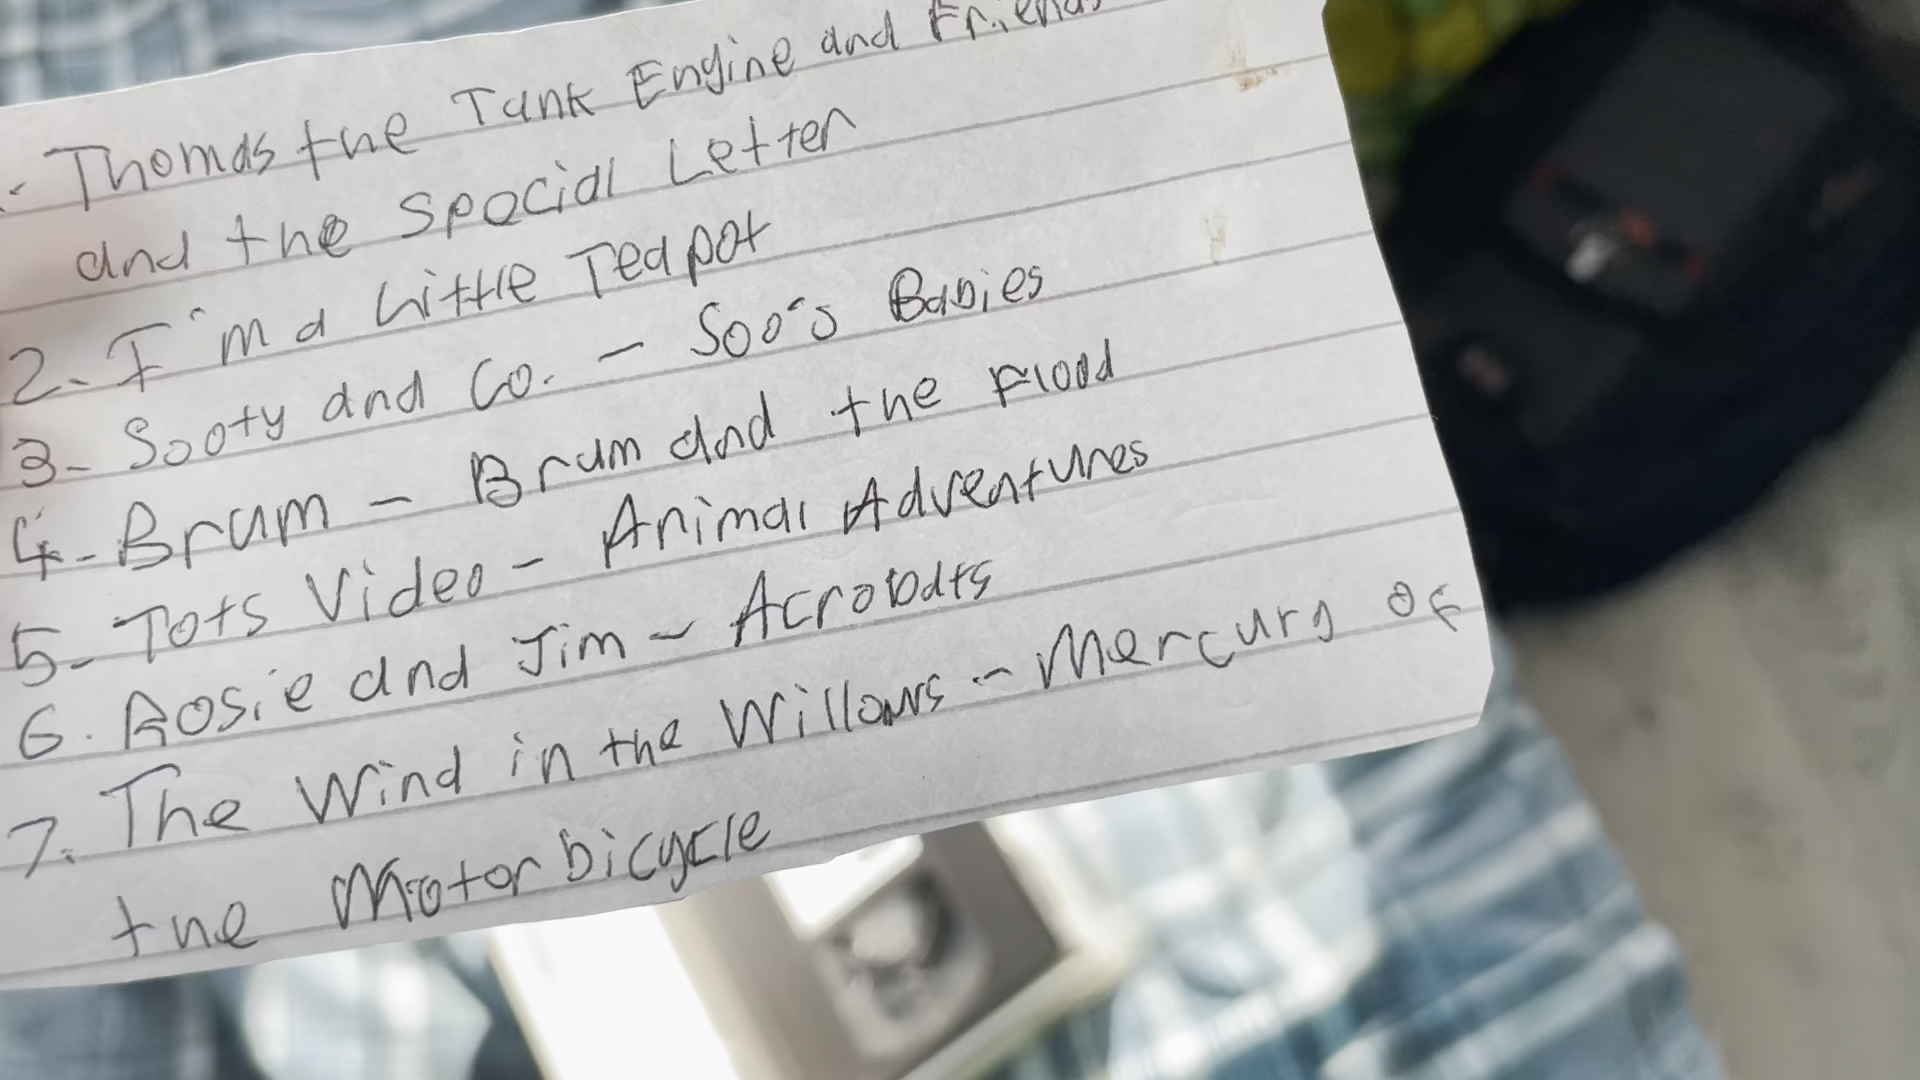 1. Thomas the Tank Engine and Friends
and the Special Letter
2. I'm a Little Teapot
3- Sooty and Co. - Soo's Babies
4- Brum - Brum and the Flood
5- Tots Video - Animal Adventures
6. Rosie and Jim - Acrobats
7. The Wind in the Willows - Mercury of
the Motorbicycle